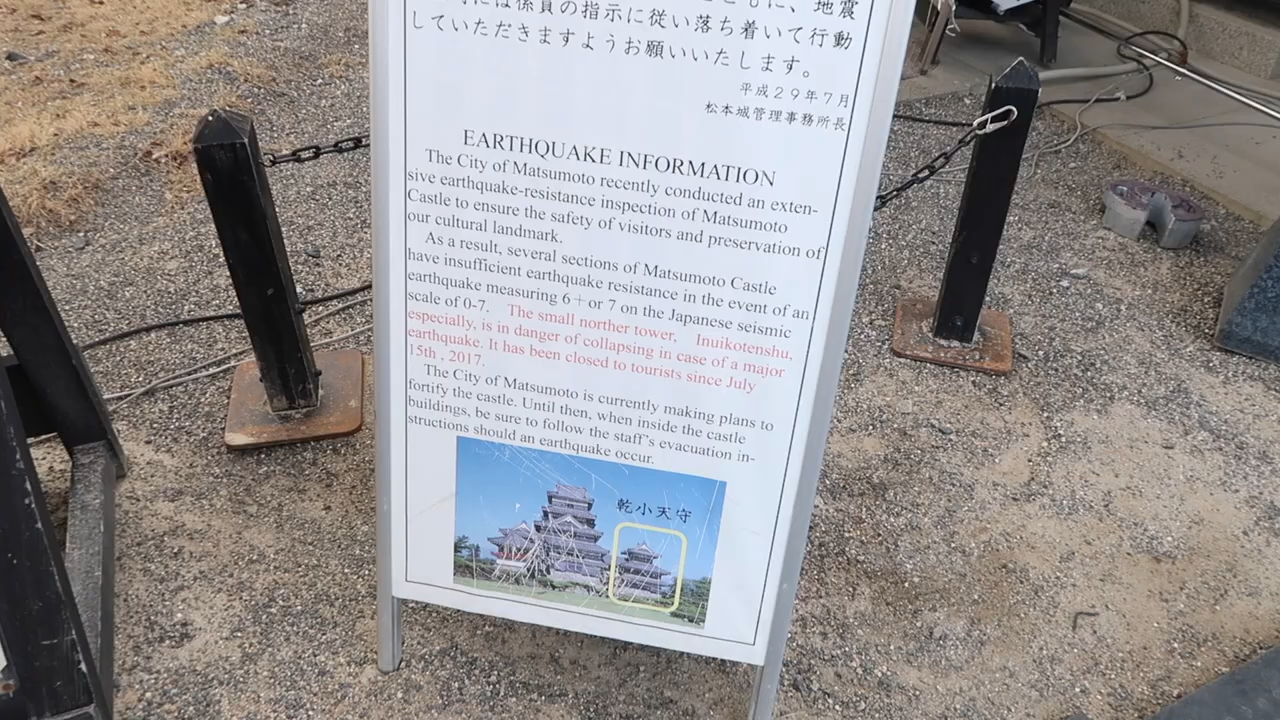 に、地震
には係員の指示に従い落ち着いて行動
していただきますようお願いいたします。
平成29年7月
松本城管理事務所長
EARTHQUAKE INFORMATION
The City of Matsumoto recently conducted an exten-
sive earthquake-resistance inspection of Matsumoto
Castle to ensure the safety of visitors and preservation of
our cultural landmark.
As a result, several sections of Matsumoto Castle
have insufficient earthquake resistance in the event of an
earthquake measuring 6+or 7 on the Japanese seismic
scale of 0-7. The small norther tower, Inuikotenshu,
especially, is in danger of collapsing in case of a major
earthquake. It has been closed to tourists since July
15th , 2017.
The City of Matsumoto is currently making plans to
fortify the castle. Until then, when inside the castle
buildings, be sure to follow the staff's evacuation in-
structions should an earthquake occur.
乾小天守